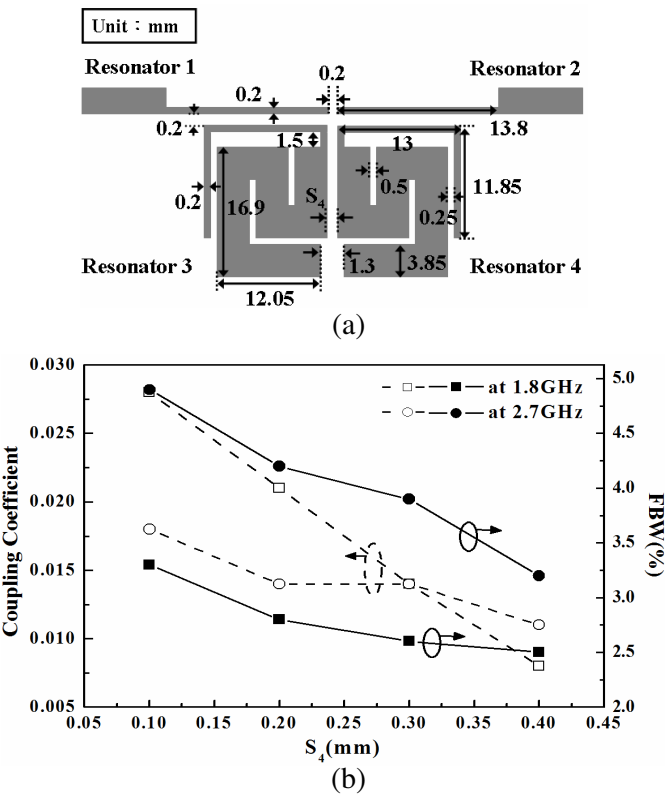 Unit : mm
Resonator 1
0.2
Resonator 2
0.2
13.8
0.2
1.5
13
0.5
11.85
0.2
16.9
S4
0.25
Resonator 3
1.3
3.85
Resonator 4
12.05
(a)
0.030
0.025
0.020
0.015
0.010
0.005
Coupling Coefficient
at 1.8GHz
at 2.7GHz
5.0
4.5
4.0
3.5
3.0
2.5
2.0
FBW(%)
0.05 0.10 0.15 0.20 0.25 0.30 0.35 0.40 0.45
S4(mm)
(b)